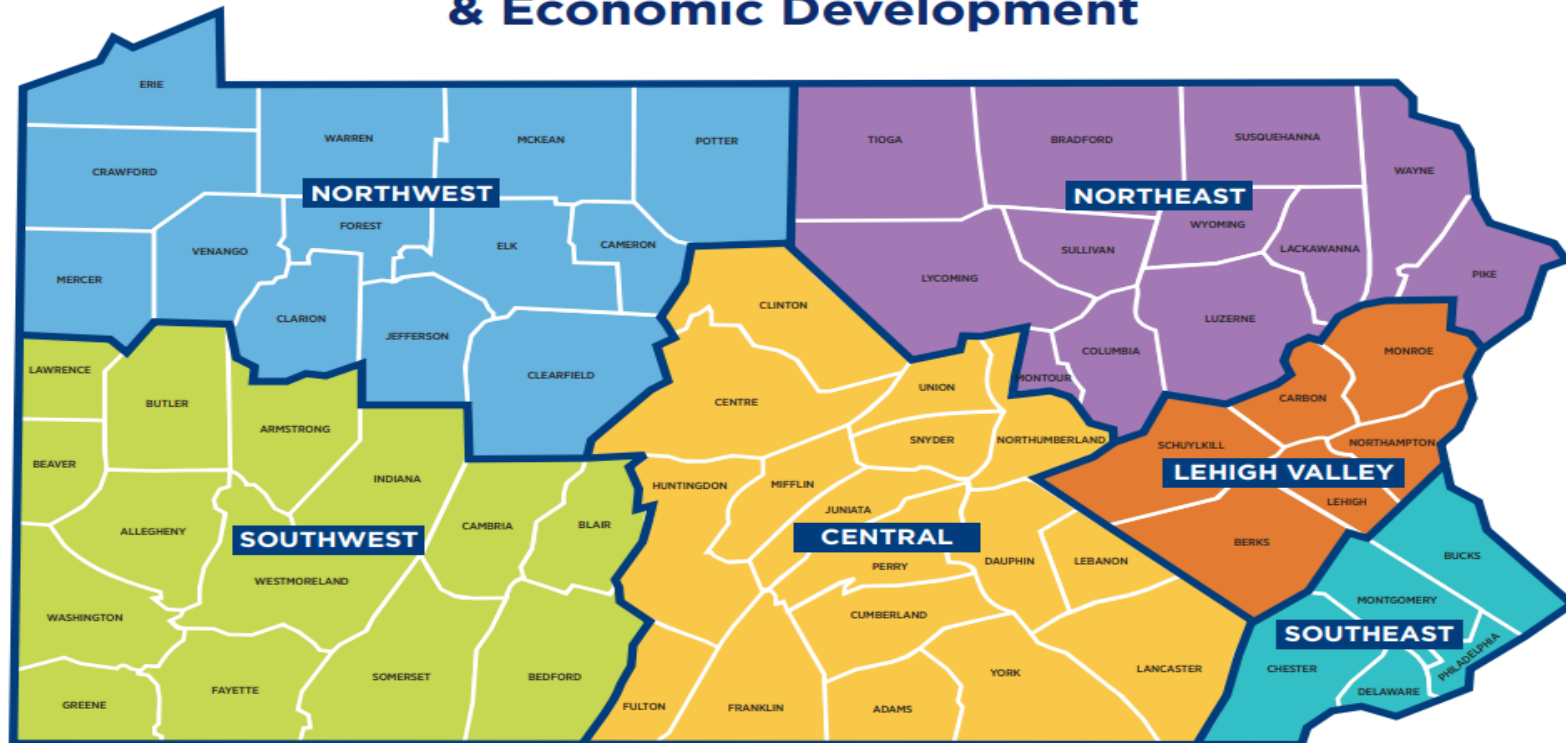 & Economic Development
ERIE
WARREN
MCKEAN
POTTER
CRAWFORD
NORTHWEST
FOREST
VENANGO
ELK
CAMERON
MERCER
CLARION
JEFFERSON
CLEARFIELD
TIOGA
BRADFORD
SUSQUEHANNA
WAYNE
NORTHEAST
WYOMING
SULLIVAN
LACKAWANNA
LYCOMING
PIKE
LUZERNE
COLUMBIA
MONTOUR
LAWRENCE
BUTLER
ARMSTRONG
BEAVER
INDIANA
ALLEGHENY
SOUTHWEST
CAMBRIA
BLAIR
WESTMORELAND
WASHINGTON
SOMERSET
BEDFORD
FAYETTE
GREENE
CLINTON
CENTRE
UNION
SNYDER
NORTHUMBERLAND
HUNTINGDON
MIFFLIN
JUNIATA
CENTRAL
PERRY
DAUPHIN
LEBANON
CUMBERLAND
YORK
LANCASTER
FULTON
FRANKLIN
ADAMS
MONROE
CARBON
SCHUYLKILL
NORTHAMPTON
LEHIGH VALLEY
LEHIGH
BERKS
BUCKS
MONTGOMERY
SOUTHEAST
PHILADELPHIA
CHESTER
DELAWARE